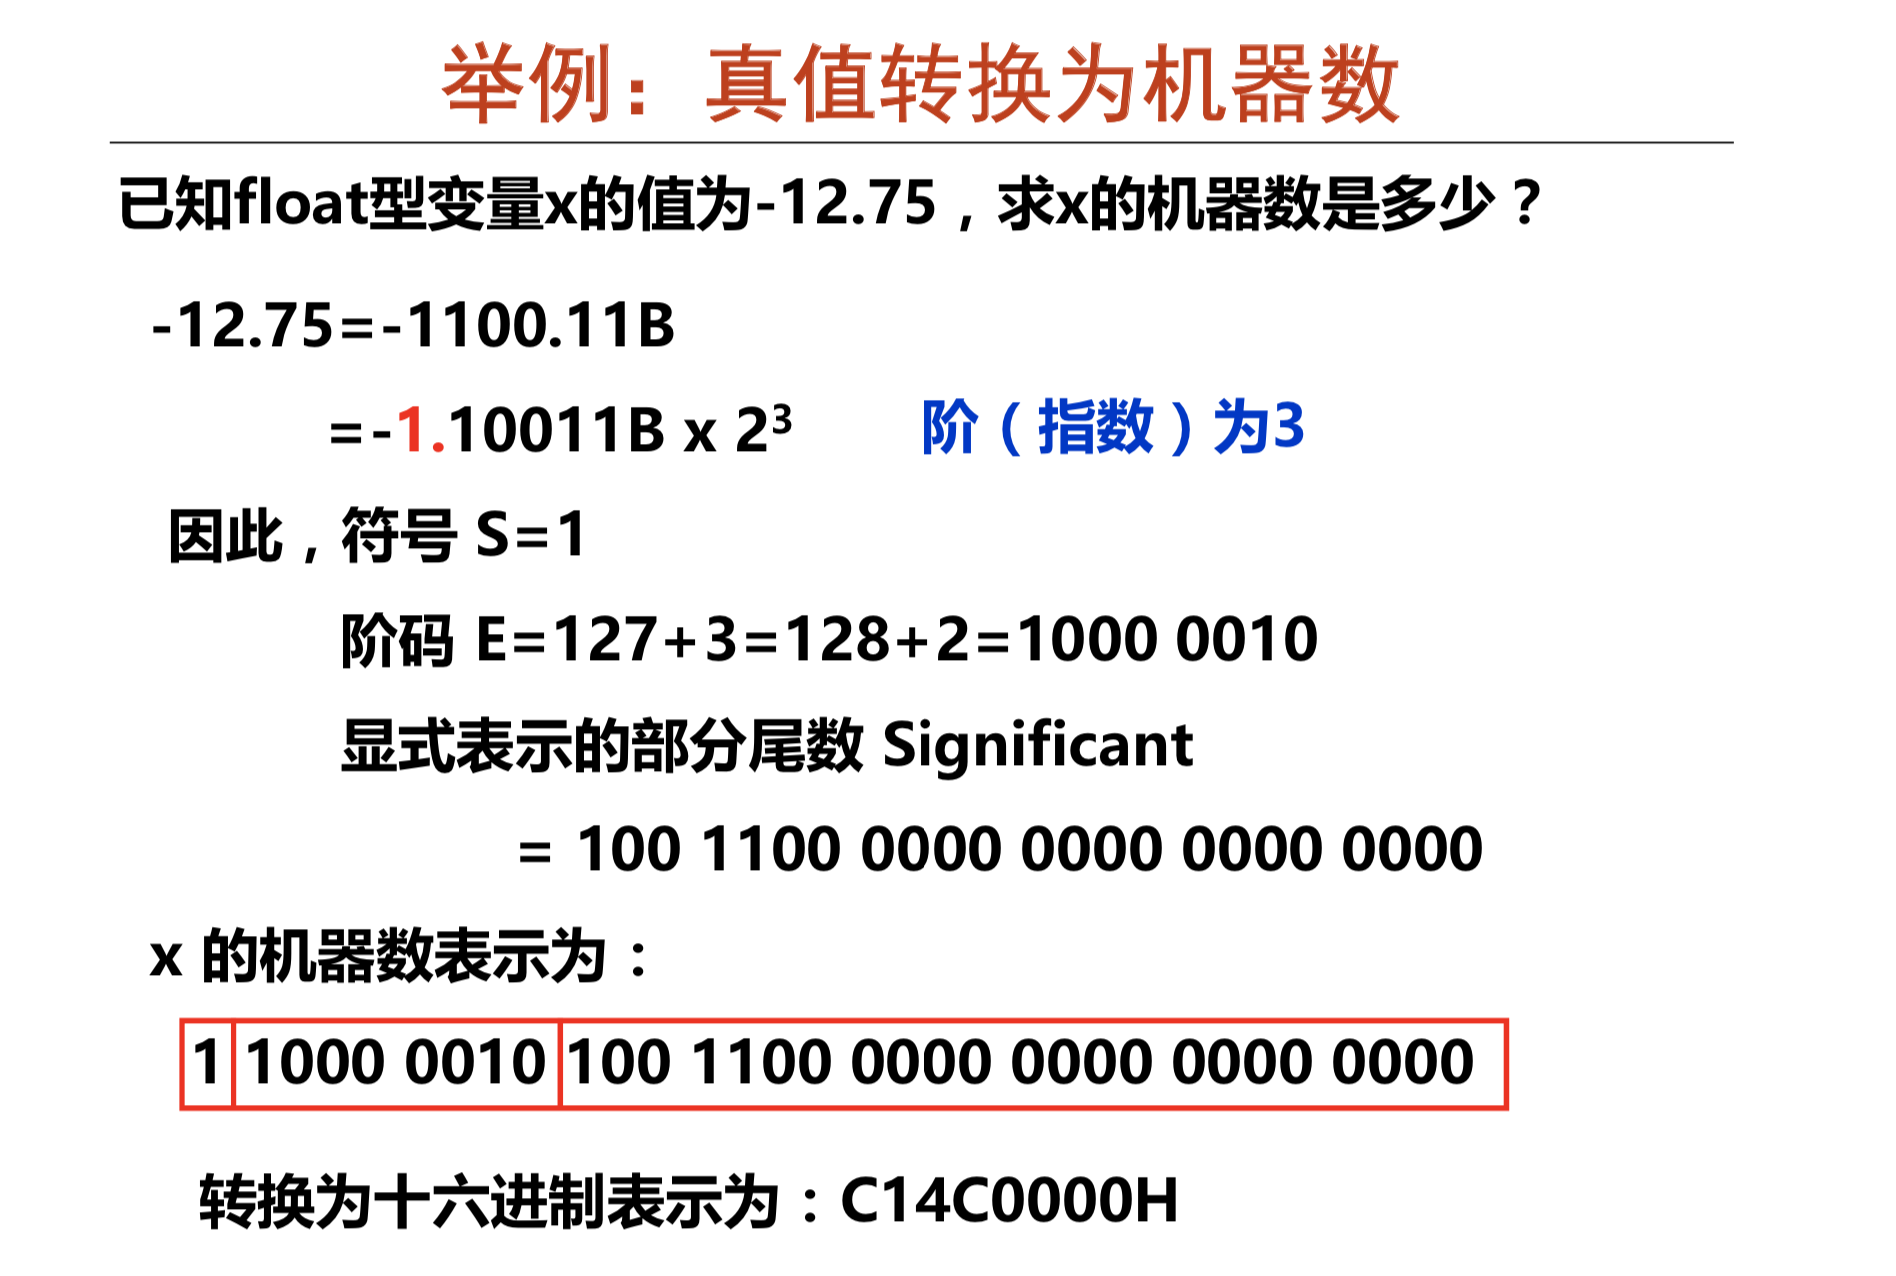 举例：真值转换为机器数
已知float型变量x的值为-12.75，求x的机器数是多少？
-12.75=-1100.11B
=-1.10011B x 2³ 阶（指数）为3
因此，符号 S=1
阶码 E=127+3=128+2=1000 0010
显式表示的部分尾数 Significant
= 100 1100 0000 0000 0000 0000
x 的机器数表示为：
1 1000 0010 100 1100 0000 0000 0000 0000
转换为十六进制表示为：C14C0000H